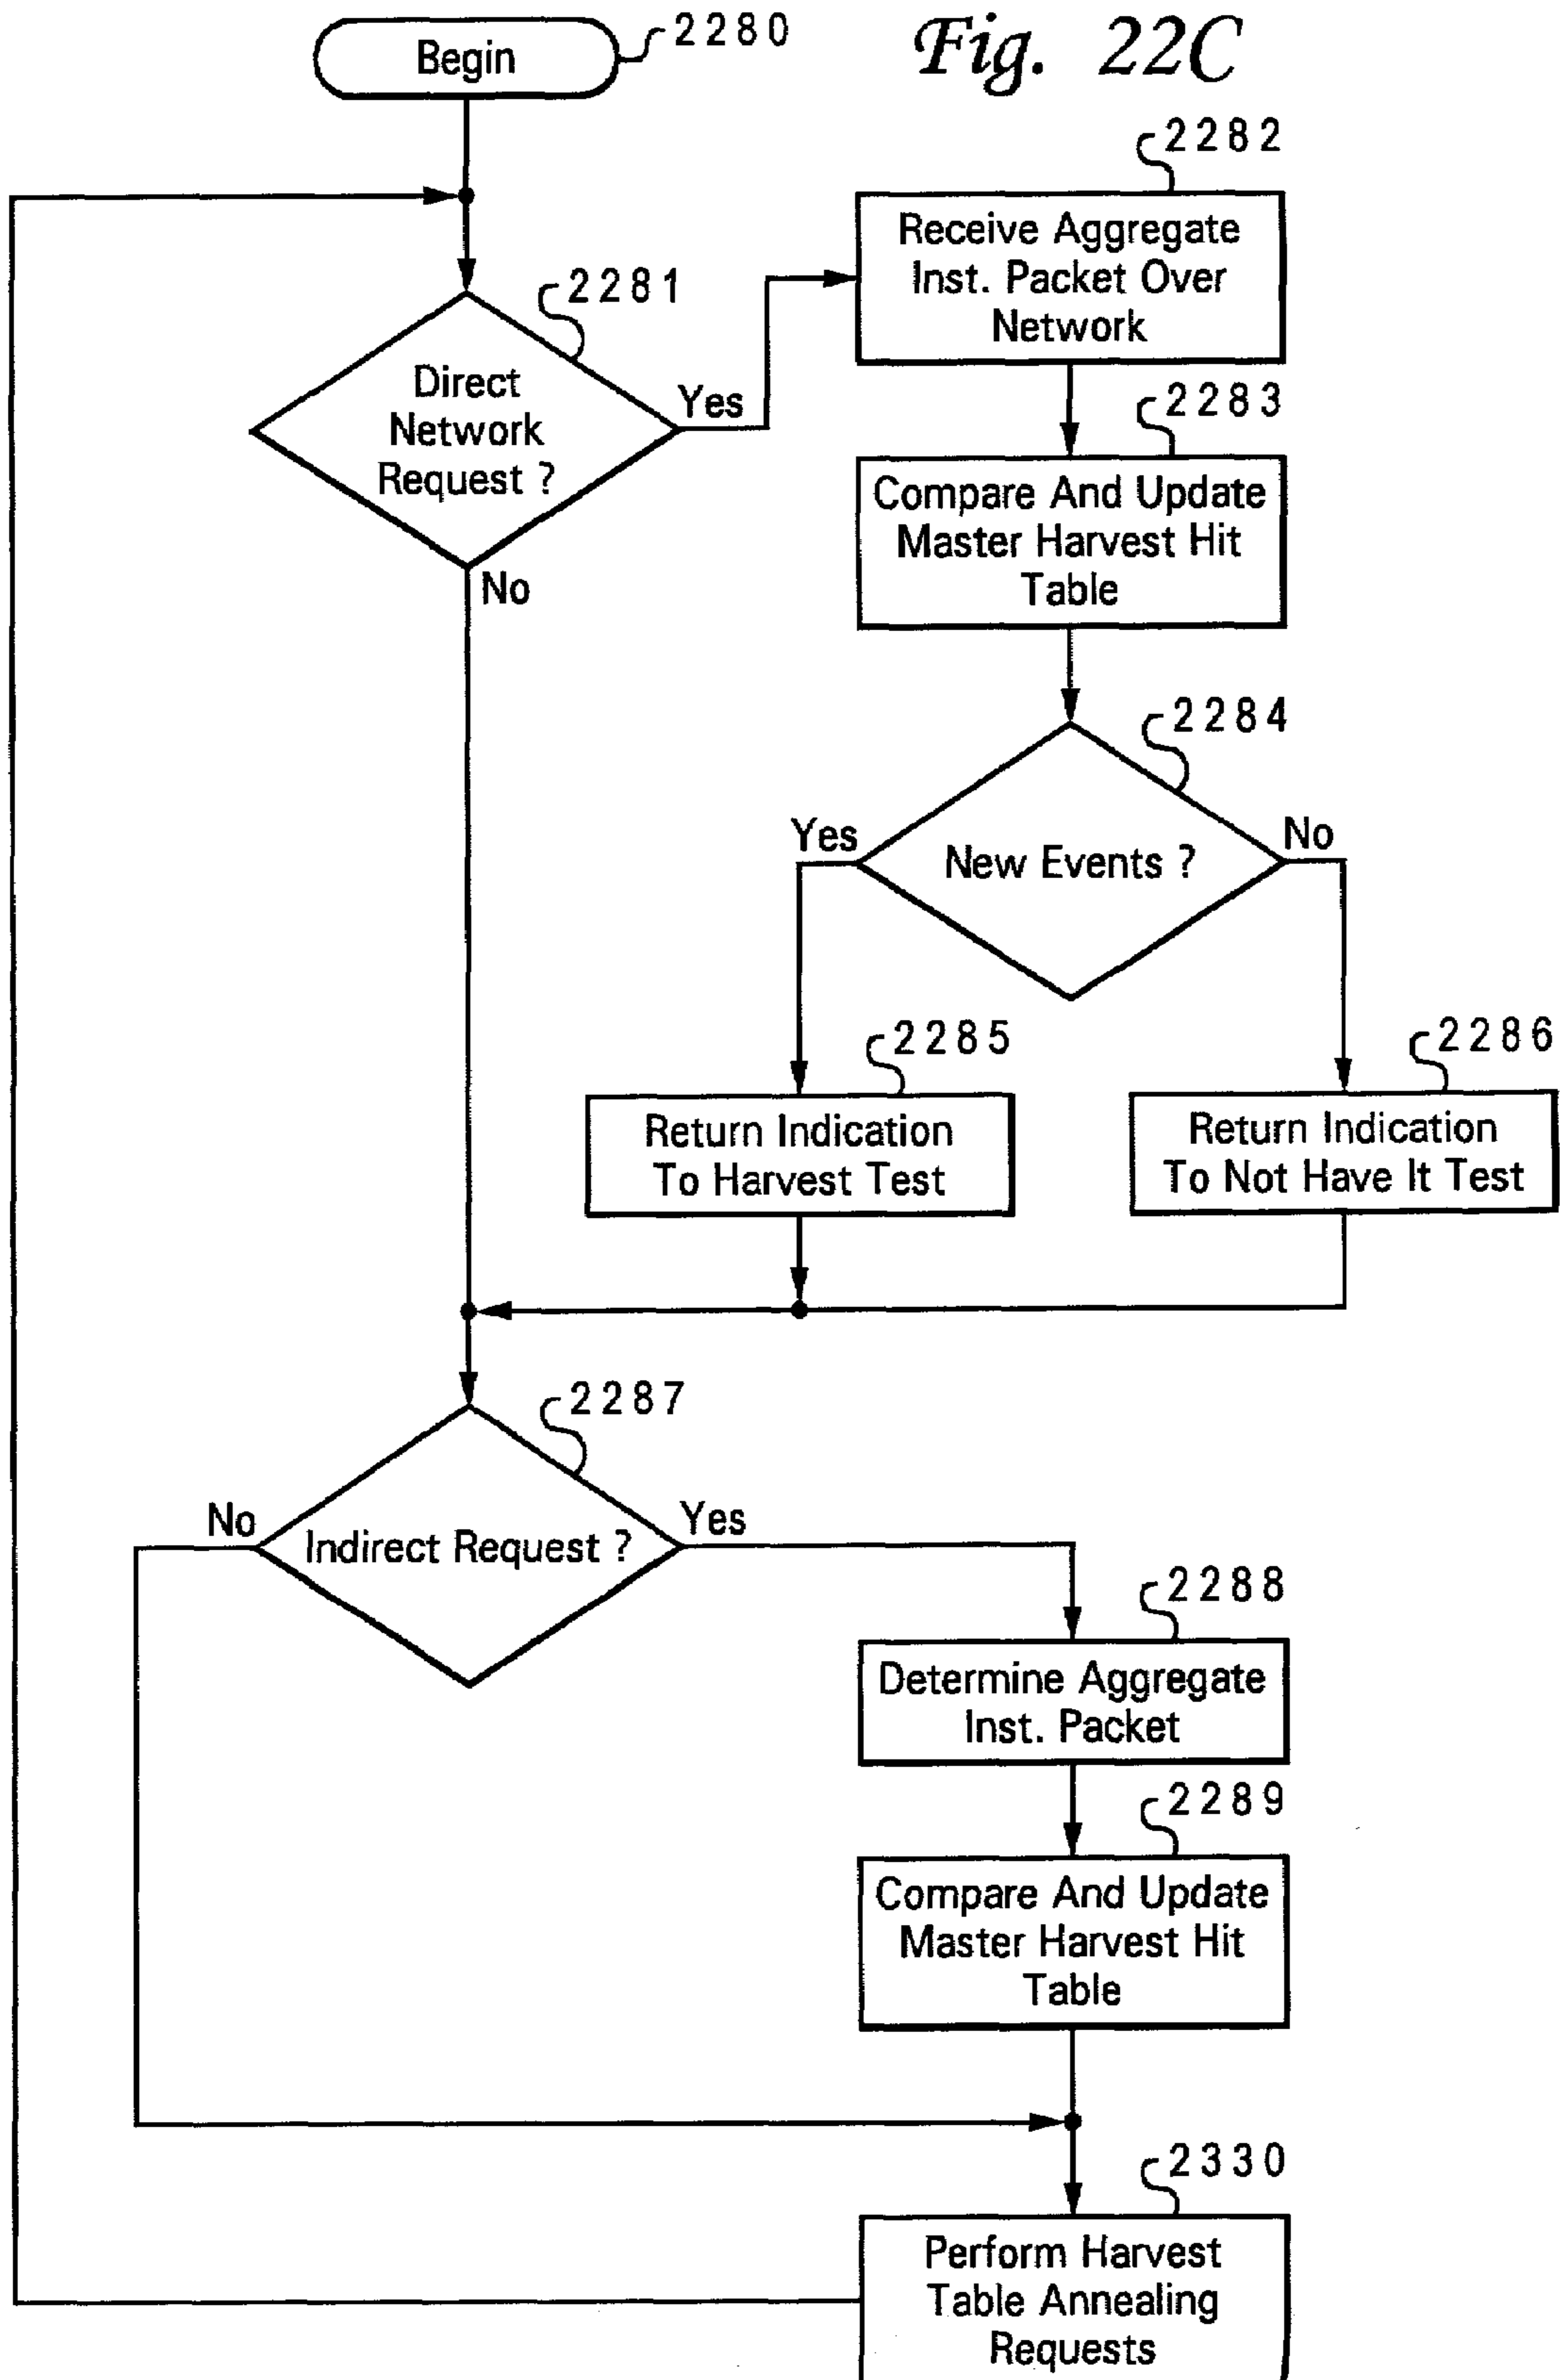 Fig. 22C
Begin
2280
2281
Direct
Network
Request ?
Yes
No
2282
Receive Aggregate
Inst. Packet Over
Network
2283
Compare And Update
Master Harvest Hit
Table
2284
New Events ?
Yes
No
2285
Return Indication
To Harvest Test
2286
Return Indication
To Not Have It Test
2287
Indirect Request ?
No
Yes
2288
Determine Aggregate
Inst. Packet
2289
Compare And Update
Master Harvest Hit
Table
2330
Perform Harvest
Table Annealing
Requests